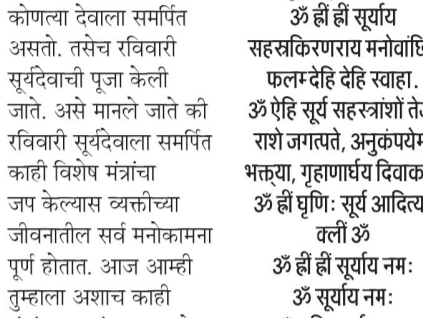 कोणत्या देवाला समर्पित
असतो. तसेच रविवारी
सूर्यदेवाची पूजा केली
जाते. असे मानले जाते की
रविवारी सूर्यदेवाला समर्पित
काही विशेष मंत्रांचा
जप केल्यास व्यक्तीच्या
जीवनातील सर्व मनोकामना
पूर्ण होतात. आज आम्ही
तुम्हाला अशाच काही
ॐ ह्रीं ह्रीं सूर्याय
सहस्रकिरणराय मनोवांछि
फलम्देहि देहि स्वाहा.
ॐ ऐहि सूर्य सहस्त्रांशों ते
राशे जगत्पते, अनुकंपयेम
भक्त्या, गृहाणार्घय दिवाक
ॐ ह्रीं घृणिः सूर्य आदित्य
क्लीं ॐ
ॐ ह्रीं ह्रीं सूर्याय नमः
ॐ सूर्याय नमः